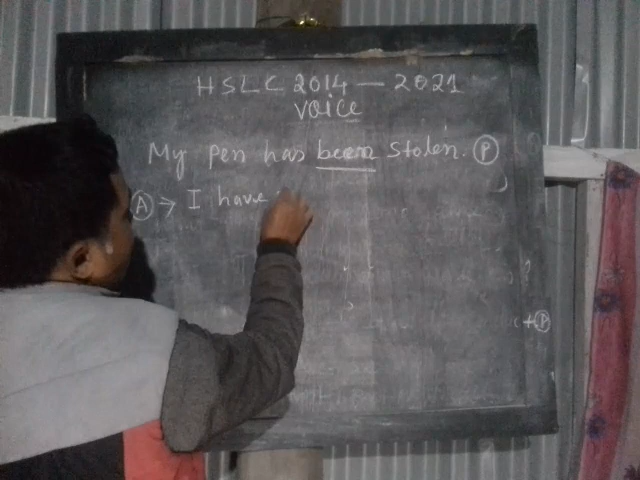 HSLC 2014 — 2021
Voice
My pen has been stolen. (P)
(A) → I have
+ (P)